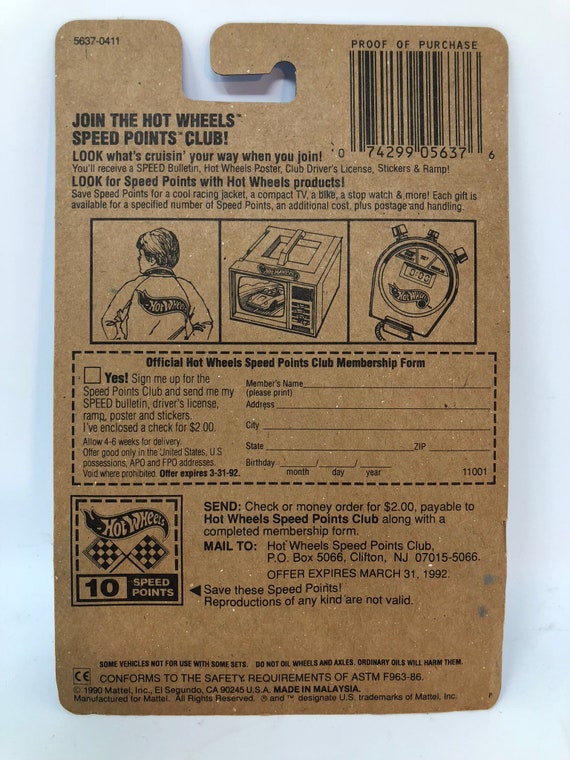 5637-0411
PROOF OF PURCHASE
0 74299 05637 6
JOIN THE HOT WHEELS™
SPEED POINTS™ CLUB!
LOOK what's cruisin' your way when you join!
You'll receive a SPEED Bulletin, Hot Wheels Poster, Club Driver's License, Stickers & Ramp!
LOOK for Speed Points with Hot Wheels products!
Save Speed Points for a cool racing jacket, a compact TV, a bike, a stop watch & more! Each gift is
available for a specified number of Speed Points, an additional cost, plus postage and handling.
Hot Wheels
HOT WHEELS
0:00
Hot Wheels
Official Hot Wheels Speed Points Club Membership Form
Yes! Sign me up for the
Speed Points Club and send me my
SPEED bulletin, driver's license,
ramp, poster and stickers.
I've enclosed a check for $2.00.
Allow 4-6 weeks for delivery.
Offer good only in the United States, U S
possessions, APO and FPO addresses.
Void where prohibited. Offer expires 3-31-92.
Member's Name
(please print)
Address
City
State ZIP
Birthday / /
month day year
11001
HOT WHEELS
10 SPEED POINTS
SEND: Check or money order for $2.00, payable to
Hot Wheels Speed Points Club along with a
completed membership form.
MAIL TO: Hot Wheels Speed Points Club,
P.O. Box 5066, Clifton, NJ 07015-5066.
OFFER EXPIRES MARCH 31, 1992.
◀ Save these Speed Points!
Reproductions of any kind are not valid.
SOME VEHICLES NOT FOR USE WITH SOME SETS. DO NOT OIL WHEELS AND AXLES. ORDINARY OILS WILL HARM THEM.
CE CONFORMS TO THE SAFETY REQUIREMENTS OF ASTM F963-86.
© 1990 Mattel, Inc., El Segundo, CA 90245 U.S.A. MADE IN MALAYSIA.
Manufactured for Mattel. All Rights Reserved. ® and ™ designate U.S. trademarks of Mattel, Inc.
P